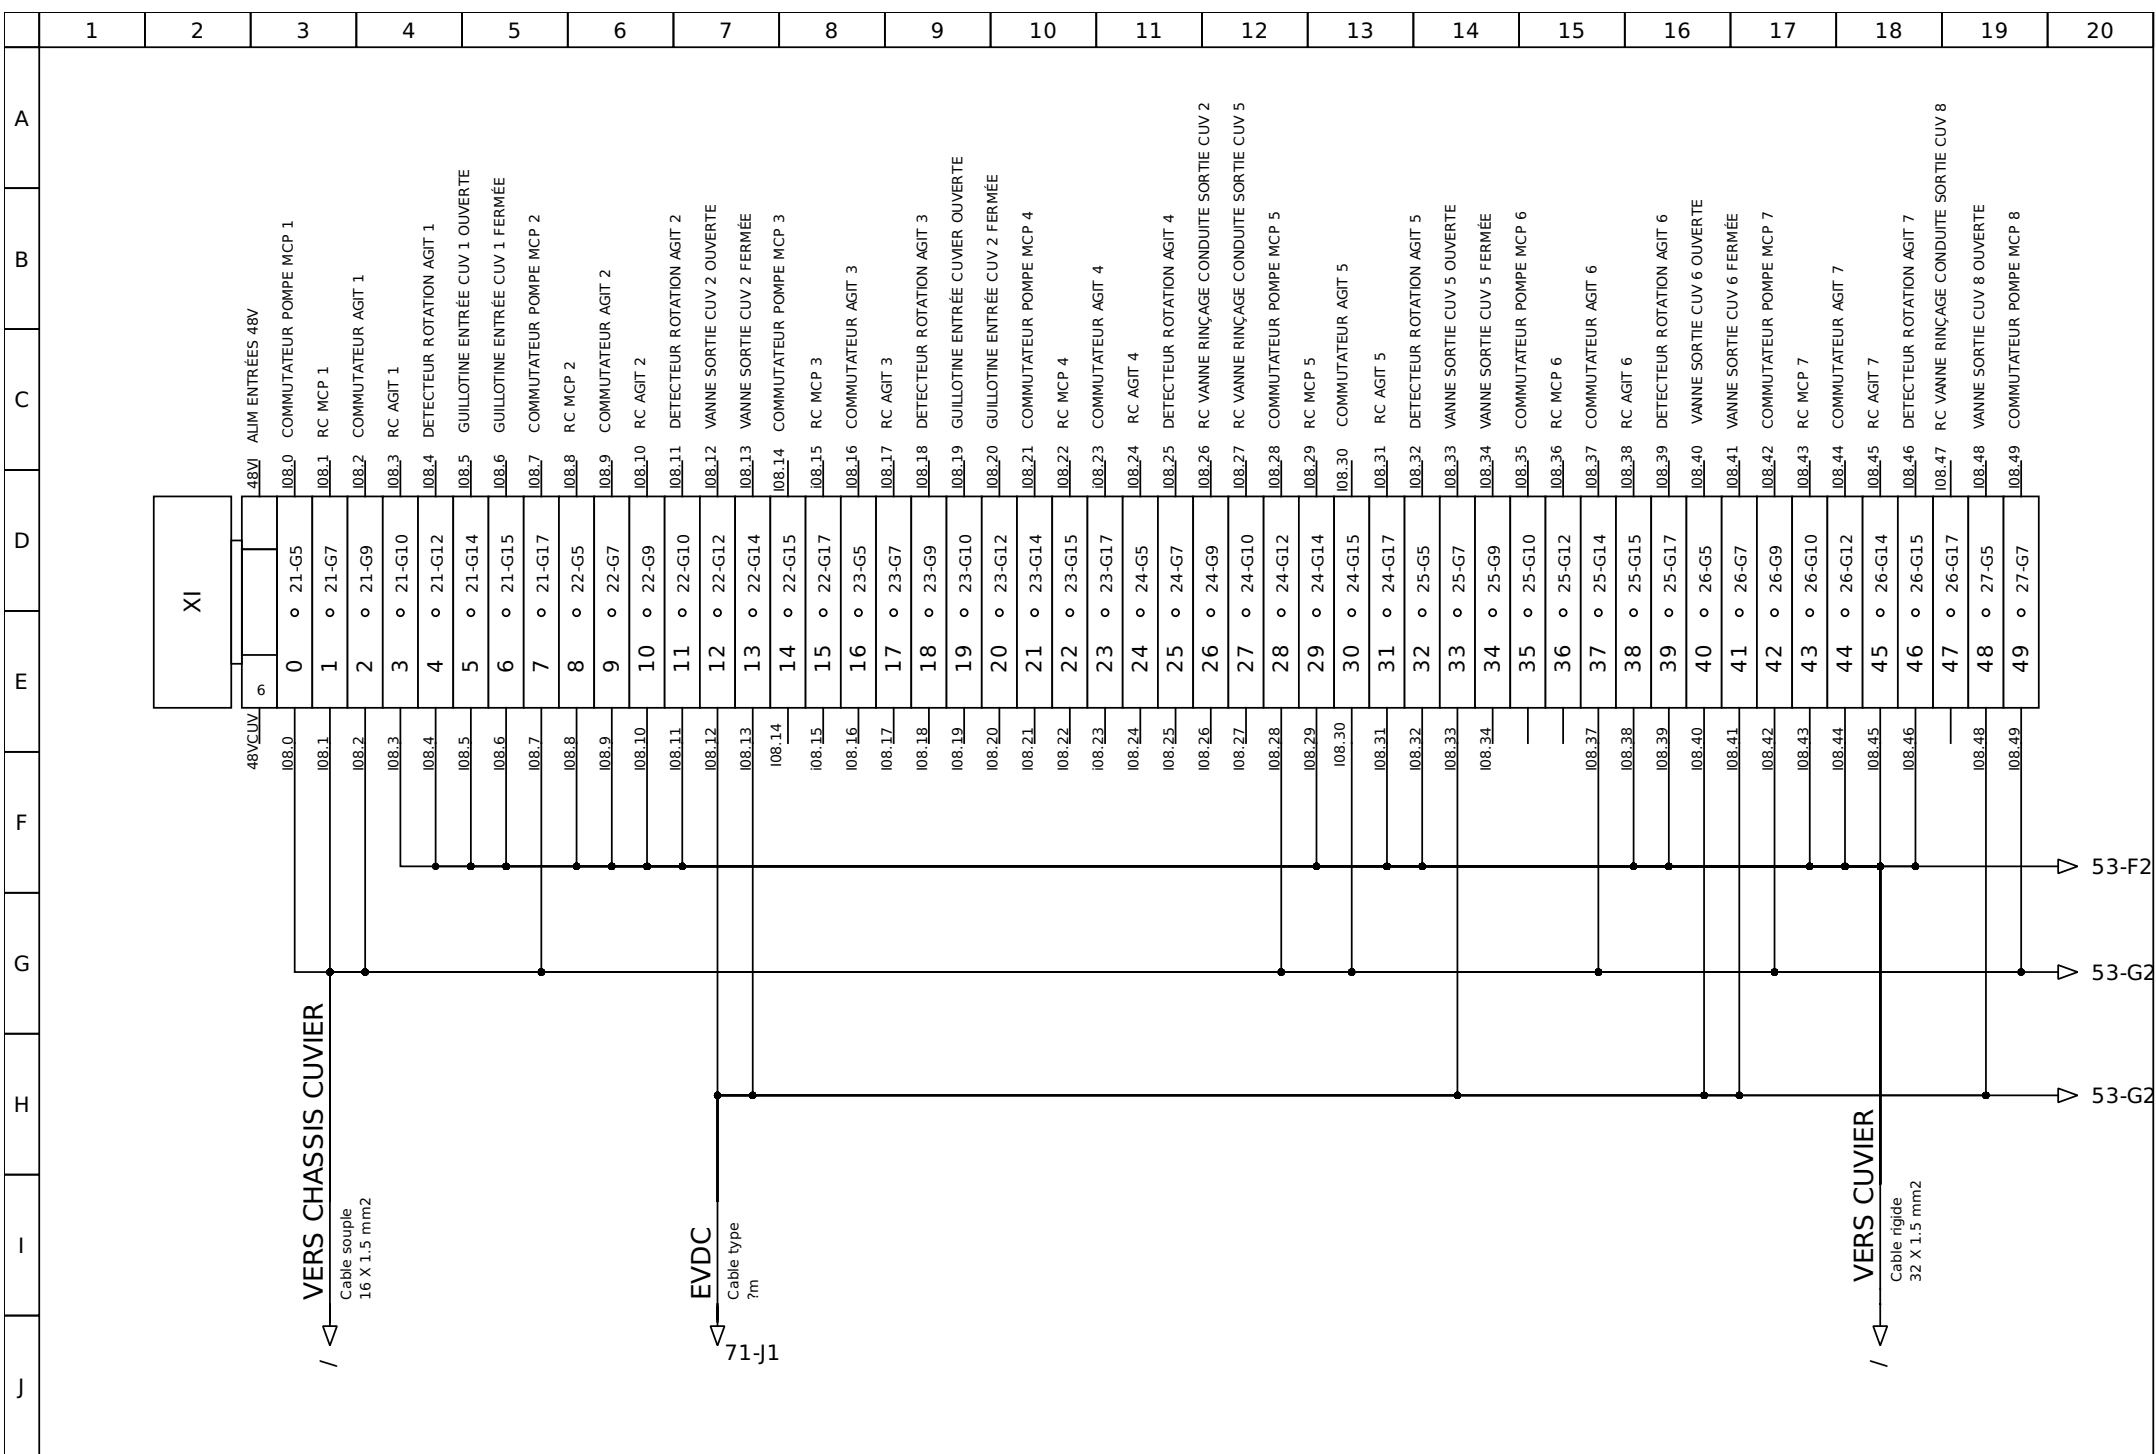 1 2 3 4 5 6 7 8 9 10 11 12 13 14 15 16 17 18 19 20
A
B
C
D
E
F
G
H
I
J
ALIM ENTRÉES 48V
COMMUTATEUR POMPE MCP 1
RC MCP 1
COMMUTATEUR AGIT 1
RC AGIT 1
DETECTEUR ROTATION AGIT 1
GUILLOTINE ENTRÉE CUV 1 OUVERTE
GUILLOTINE ENTRÉE CUV 1 FERMÉE
COMMUTATEUR POMPE MCP 2
RC MCP 2
COMMUTATEUR AGIT 2
RC AGIT 2
DETECTEUR ROTATION AGIT 2
VANNE SORTIE CUV 2 OUVERTE
VANNE SORTIE CUV 2 FERMÉE
COMMUTATEUR POMPE MCP 3
RC MCP 3
COMMUTATEUR AGIT 3
RC AGIT 3
DETECTEUR ROTATION AGIT 3
GUILLOTINE ENTRÉE CUVIER OUVERTE
GUILLOTINE ENTRÉE CUV 2 FERMÉE
COMMUTATEUR POMPE MCP 4
RC MCP 4
COMMUTATEUR AGIT 4
RC AGIT 4
DETECTEUR ROTATION AGIT 4
RC VANNE RINÇAGE CONDUITE SORTIE CUV 2
RC VANNE RINÇAGE CONDUITE SORTIE CUV 5
COMMUTATEUR POMPE MCP 5
RC MCP 5
COMMUTATEUR AGIT 5
RC AGIT 5
DETECTEUR ROTATION AGIT 5
VANNE SORTIE CUV 5 OUVERTE
VANNE SORTIE CUV 5 FERMÉE
COMMUTATEUR POMPE MCP 6
RC MCP 6
COMMUTATEUR AGIT 6
RC AGIT 6
DETECTEUR ROTATION AGIT 6
VANNE SORTIE CUV 6 OUVERTE
VANNE SORTIE CUV 6 FERMÉE
COMMUTATEUR POMPE MCP 7
RC MCP 7
COMMUTATEUR AGIT 7
RC AGIT 7
DETECTEUR ROTATION AGIT 7
RC VANNE RINÇAGE CONDUITE SORTIE CUV 8
VANNE SORTIE CUV 8 OUVERTE
COMMUTATEUR POMPE MCP 8
48VI I08.0 I08.1 I08.2 I08.3 I08.4 I08.5 I08.6 I08.7 I08.8 I08.9 I08.10 I08.11 I08.12 I08.13 I08.14 i08.15 I08.16 I08.17 I08.18 I08.19 I08.20 I08.21 I08.22 i08.23 I08.24 I08.25 I08.26 I08.27 I08.28 I08.29 I08.30 I08.31 I08.32 I08.33 I08.34 I08.35 I08.36 I08.37 I08.38 I08.39 I08.40 I08.41 I08.42 I08.43 I08.44 I08.45 I08.46 I08.47 I08.48 I08.49
XI
21-G5 21-G7 21-G9 21-G10 21-G12 21-G14 21-G15 21-G17 22-G5 22-G7 22-G9 22-G10 22-G12 22-G14 22-G15 22-G17 23-G5 23-G7 23-G9 23-G10 23-G12 23-G14 23-G15 23-G17 24-G5 24-G7 24-G9 24-G10 24-G12 24-G14 24-G15 24-G17 25-G5 25-G7 25-G9 25-G10 25-G12 25-G14 25-G15 25-G17 26-G5 26-G7 26-G9 26-G10 26-G12 26-G14 26-G15 26-G17 27-G5 27-G7
6 0 1 2 3 4 5 6 7 8 9 10 11 12 13 14 15 16 17 18 19 20 21 22 23 24 25 26 27 28 29 30 31 32 33 34 35 36 37 38 39 40 41 42 43 44 45 46 47 48 49
48VCUV I08.0 I08.1 I08.2 I08.3 I08.4 I08.5 I08.6 I08.7 I08.8 I08.9 I08.10 I08.11 I08.12 I08.13 I08.14 i08.15 I08.16 I08.17 I08.18 I08.19 I08.20 I08.21 I08.22 i08.23 I08.24 I08.25 I08.26 I08.27 I08.28 I08.29 I08.30 I08.31 I08.32 I08.33 I08.34 I08.37 I08.38 I08.39 I08.40 I08.41 I08.42 I08.43 I08.44 I08.45 I08.46 I08.48 I08.49
53-F2
53-G2
53-G2
VERS CHASSIS CUVIER
Cable souple
16 X 1.5 mm2
/
EVDC
Cable type
?m
71-J1
VERS CUVIER
Cable rigide
32 X 1.5 mm2
/